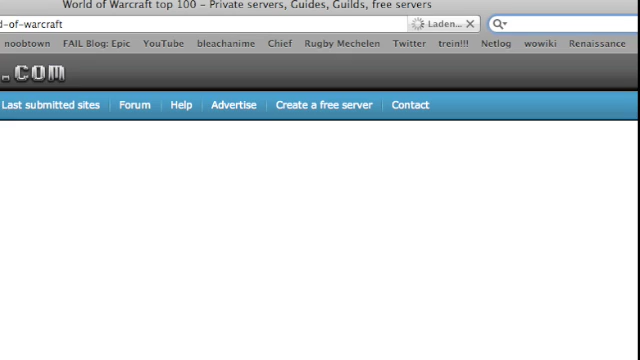 World of Warcraft top 100 – Private servers, Guides, Guilds, free servers
d-of-warcraft Laden...
noobtown FAIL Blog: Epic YouTube bleachanime Chief Rugby Mechelen Twitter trein!!! Netlog wowiki Renaissance
.COM
Last submitted sites Forum Help Advertise Create a free server Contact